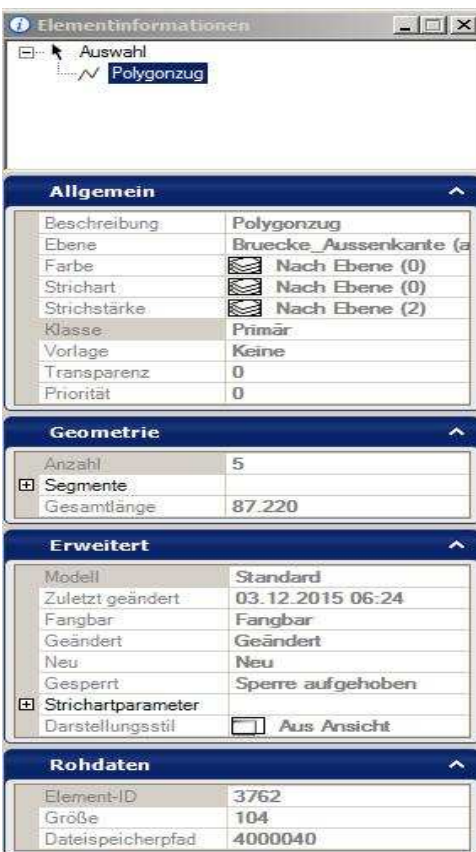 Elementinformationen
Auswahl
Polygonzug
Allgemein
Beschreibung Polygonzug
Ebene Bruecke_Aussenkante (a
Farbe Nach Ebene (0)
Strichart Nach Ebene (0)
Strichstärke Nach Ebene (2)
Klasse Primär
Vorlage Keine
Transparenz 0
Priorität 0
Geometrie
Anzahl 5
Segmente
Gesamtlänge 87.220
Erweitert
Modell Standard
Zuletzt geändert 03.12.2015 06:24
Fangbar Fangbar
Geändert Geändert
Neu Neu
Gesperrt Sperre aufgehoben
Strichartparameter
Darstellungsstil Aus Ansicht
Rohdaten
Element-ID 3762
Größe 104
Dateispeicherpfad 4000040